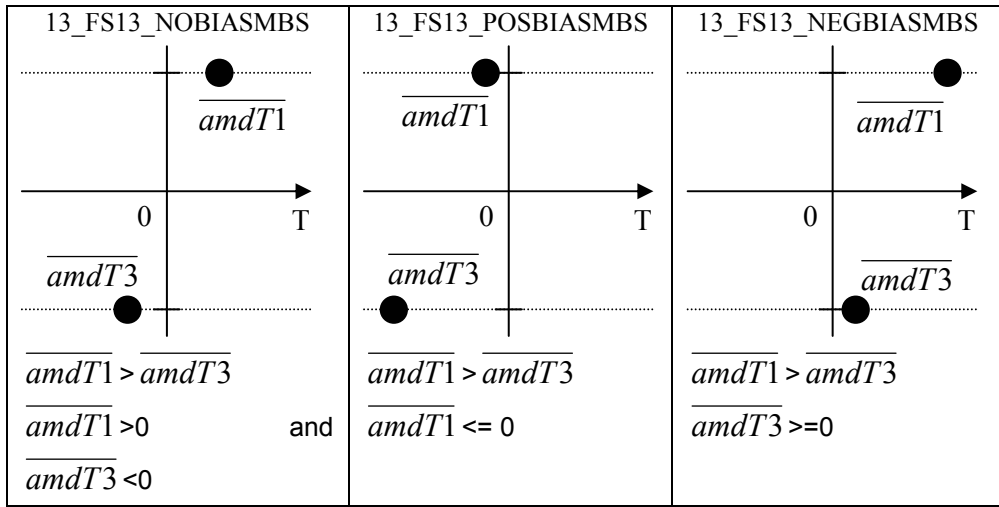 13_FS13_NOBIASMBS
amdT1
0
T
amdT3
amdT1 > amdT3
amdT1 >0 and
amdT3 <0
13_FS13_POSBIASMBS
amdT1
0
T
amdT3
amdT1 > amdT3
amdT1 <= 0
13_FS13_NEGBIASMBS
amdT1
0
T
amdT3
amdT1 > amdT3
amdT3 >=0